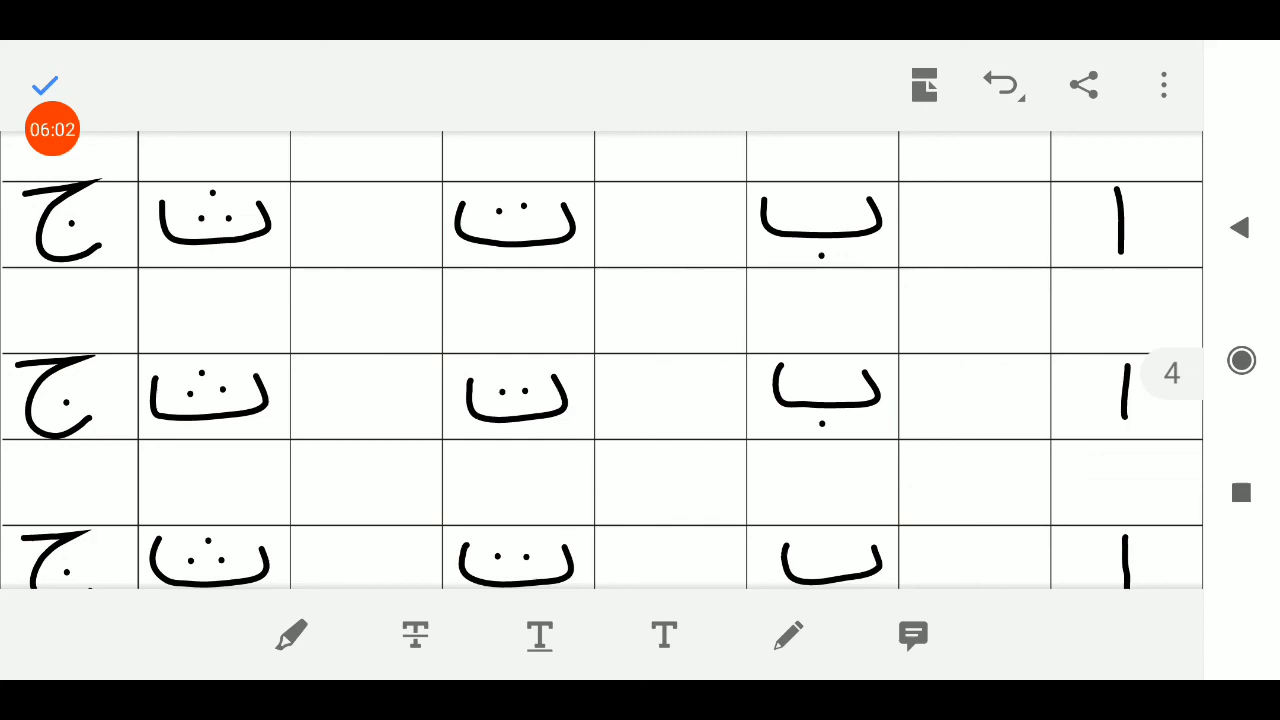 06:02
ا ب ت ث ج
ا ب ت ث ج
4
ا ب ت ث ج
T T T